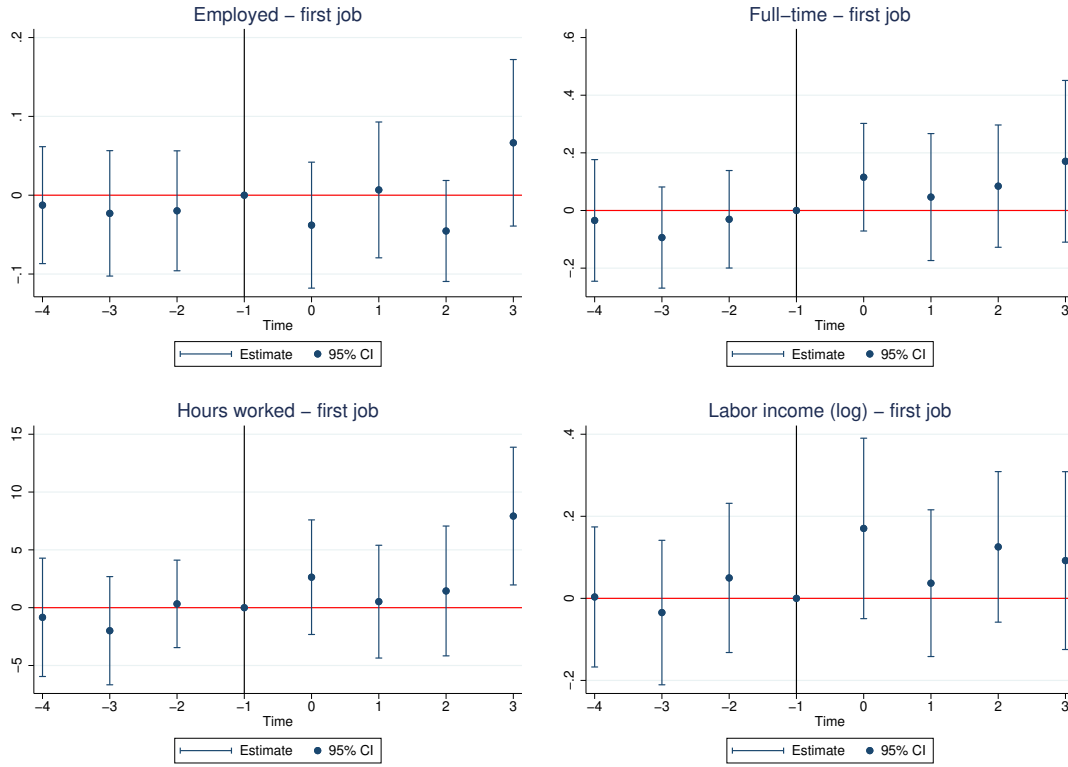 Employed – first job
.2
.1
0
−.1
−4 −3 −2 −1 0 1 2 3
Time
Estimate 95% CI
Full−time – first job
.6
.4
.2
0
−.2
−4 −3 −2 −1 0 1 2 3
Time
Estimate 95% CI
Hours worked – first job
15
10
5
0
−5
−4 −3 −2 −1 0 1 2 3
Time
Estimate 95% CI
Labor income (log) – first job
.4
.2
0
−.2
−4 −3 −2 −1 0 1 2 3
Time
Estimate 95% CI